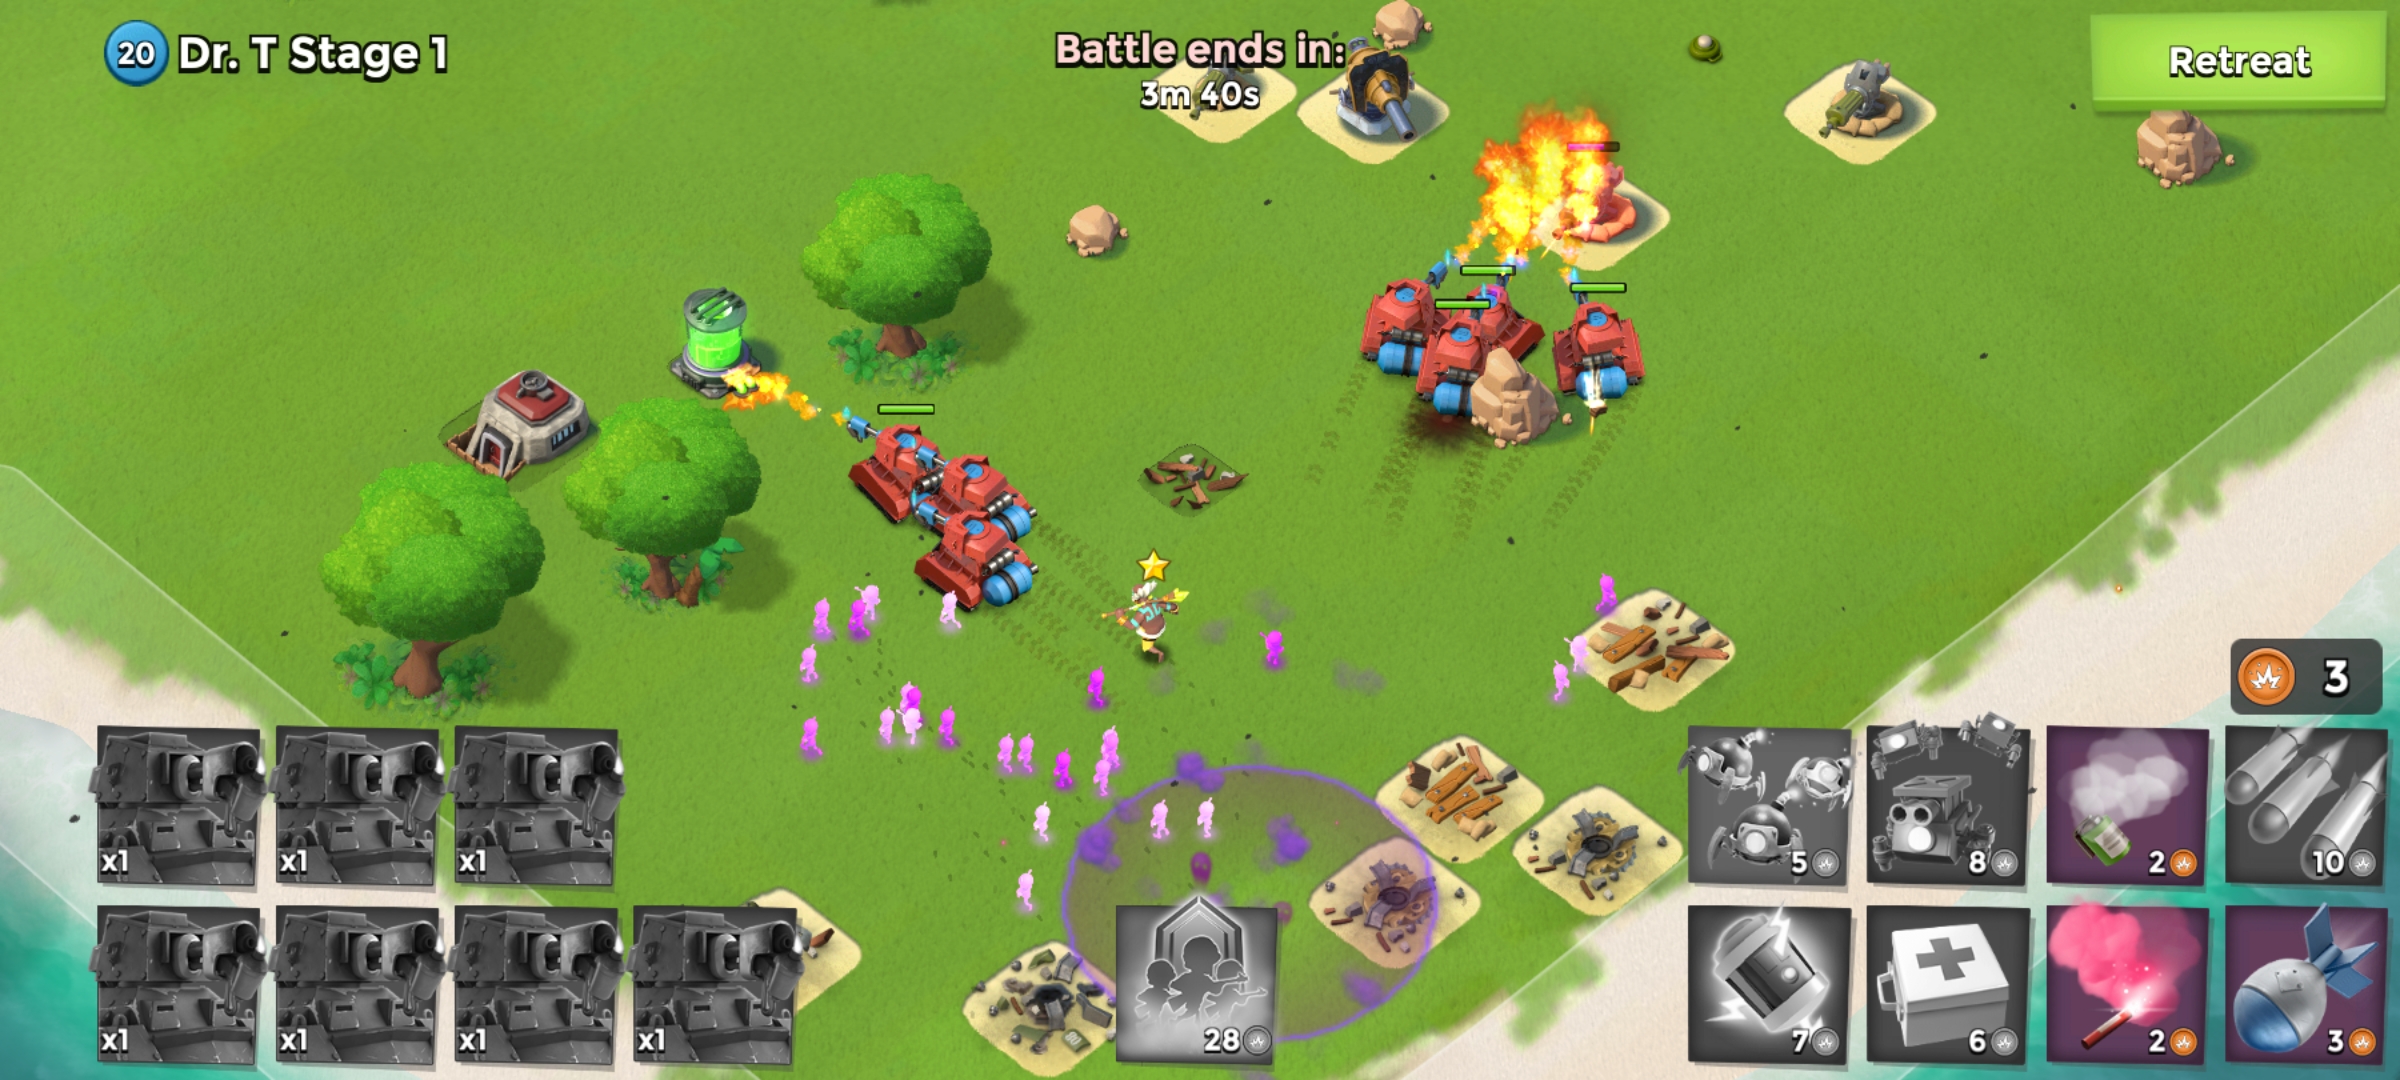 20 Dr. T Stage 1
Battle ends in:
3m 40s
Retreat
3
x1 x1 x1
5 8 2 10
x1 x1 x1 x1
28
7 6 2 3